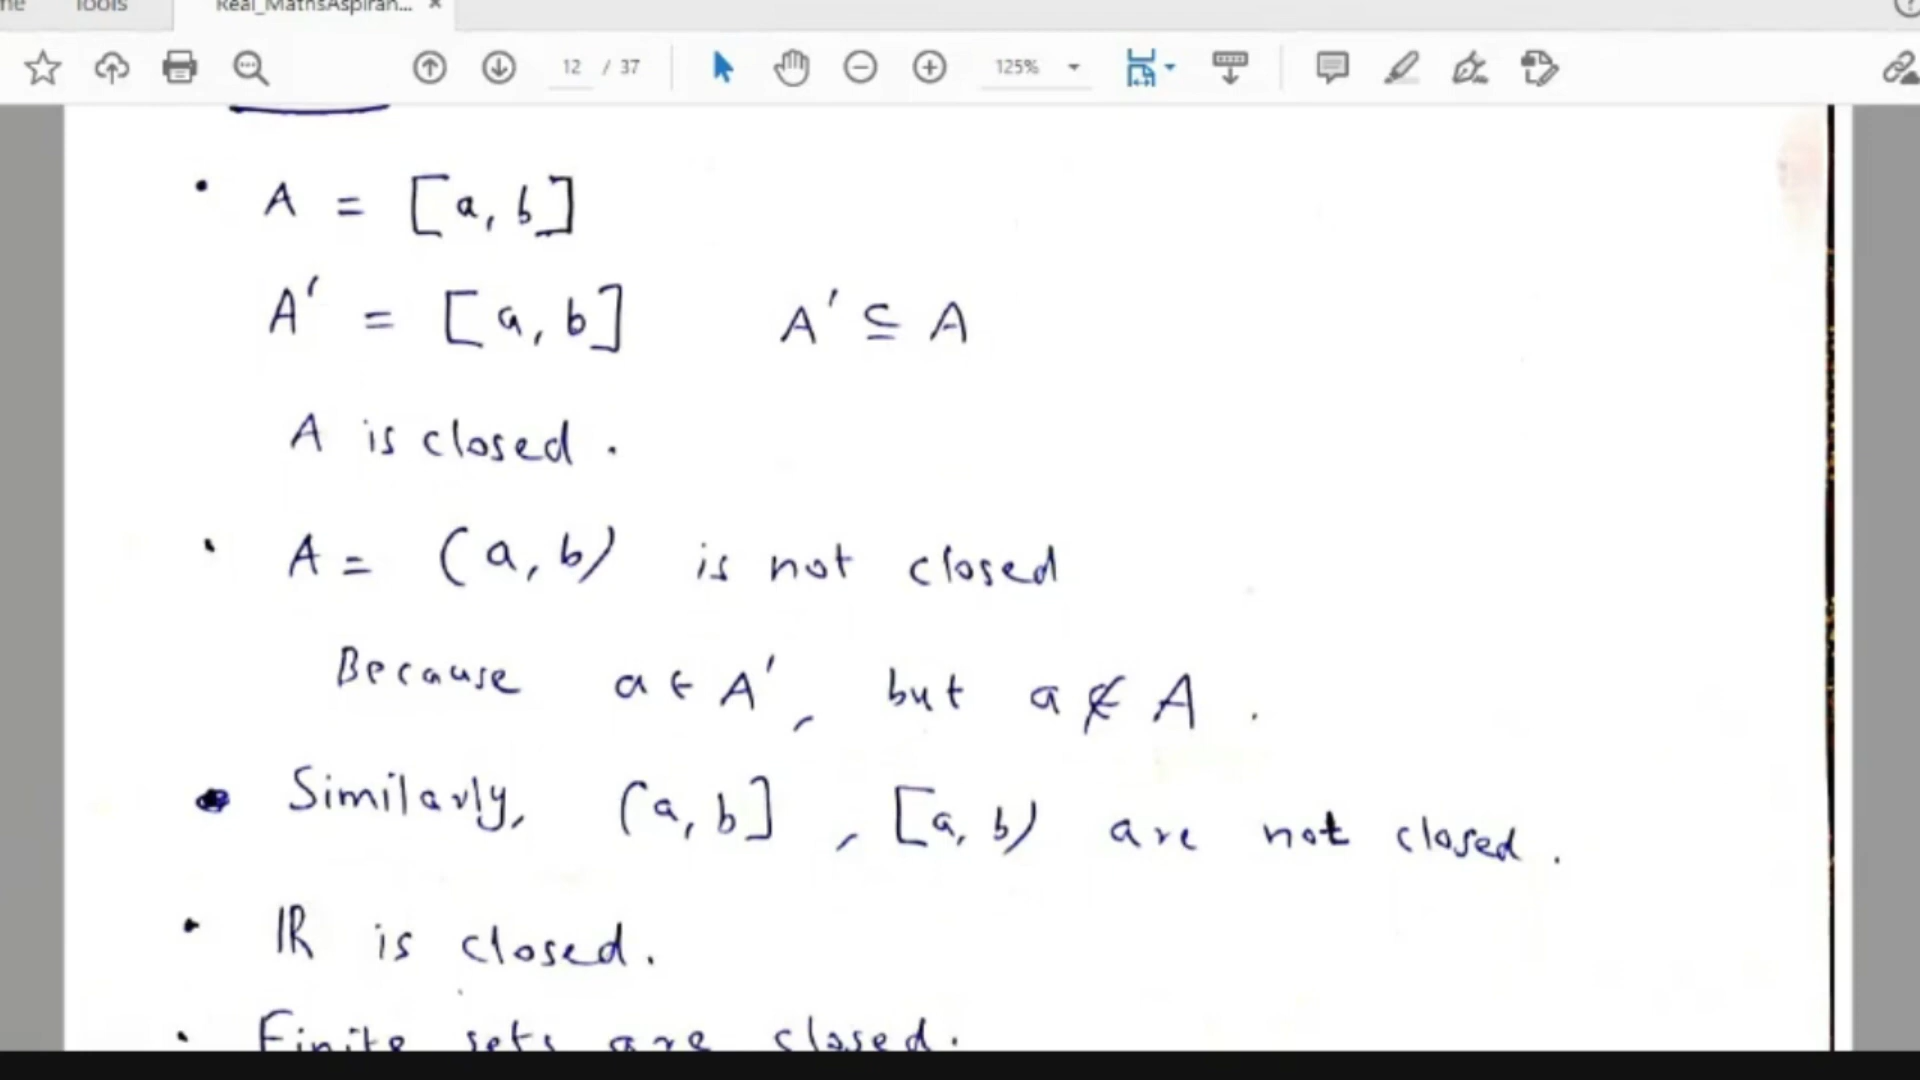 Tools
Real_MathsAspiran... ×
12 / 37
125%
• A = [a, b]
A' = [a, b] A' ⊆ A
A is closed.
• A = (a, b) is not closed
Because a ∈ A', but a ∉ A.
• Similarly, (a, b], [a, b) are not closed.
• ℝ is closed.
• Finite sets are closed.